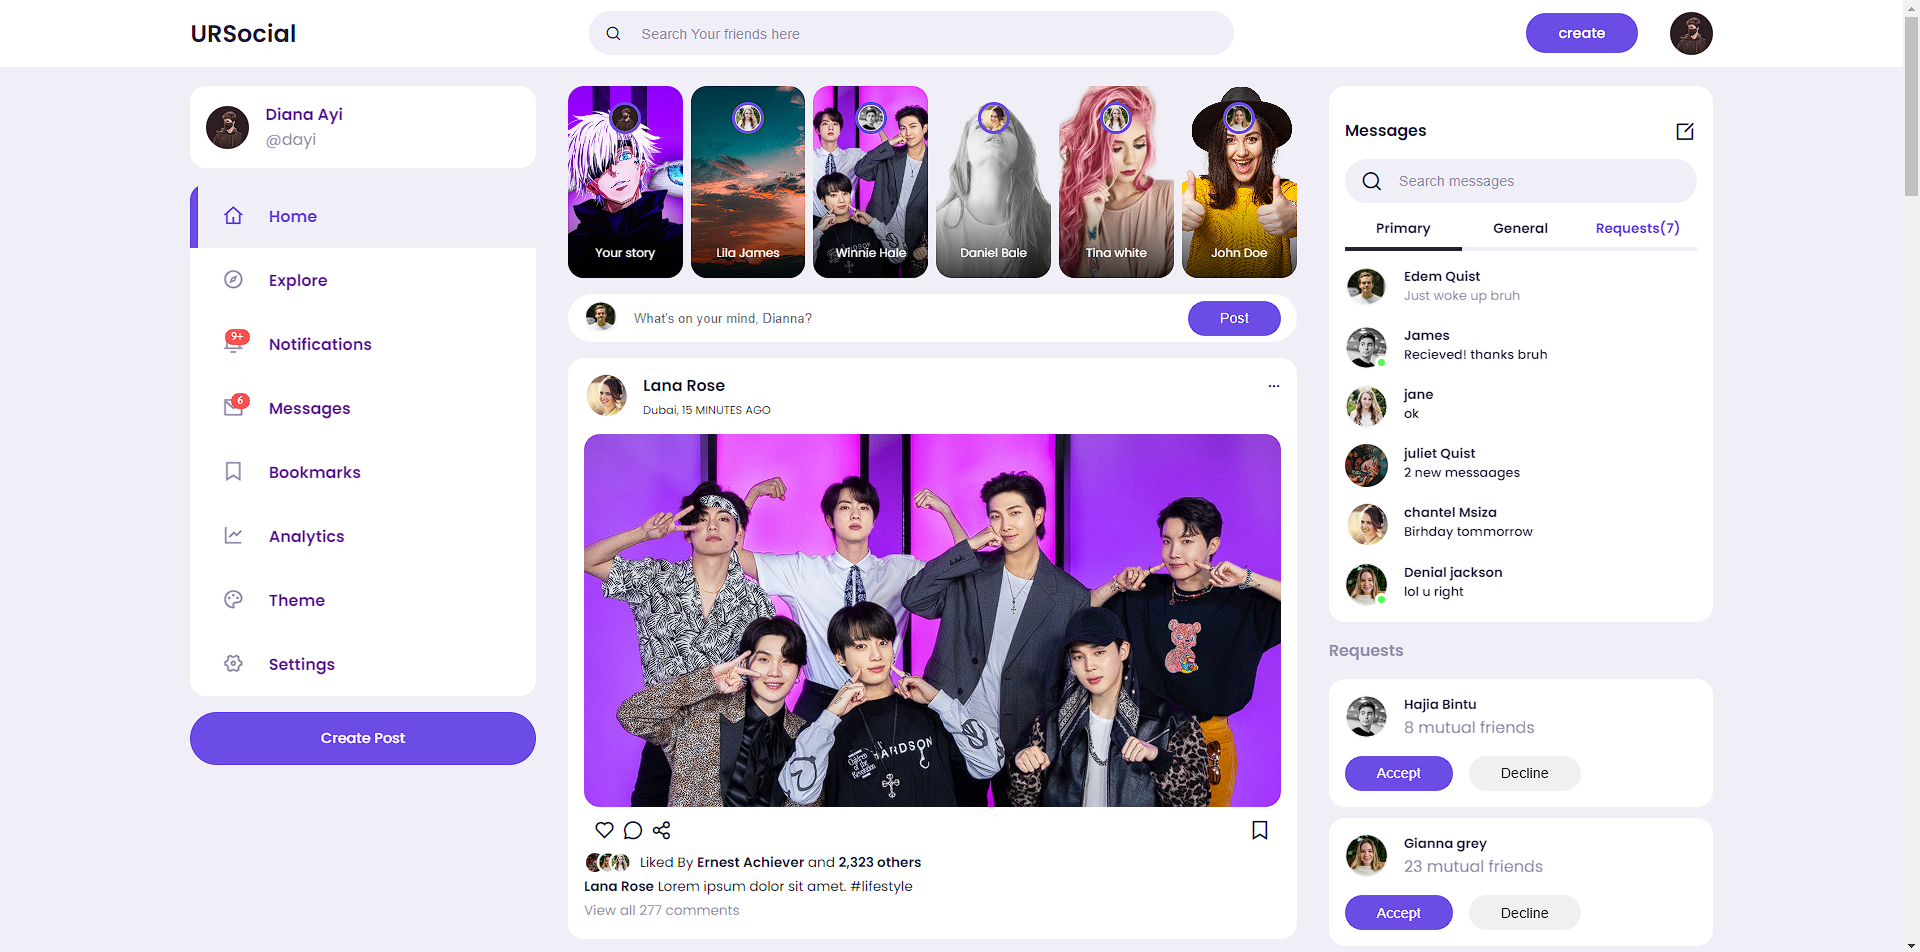 URSocial
Search Your friends here
create
Diana Ayi
@dayi
Home
Explore
9+
Notifications
6
Messages
Bookmarks
Analytics
Theme
Settings
Create Post
Your story
Lila James
Winnie Hale
Daniel Bale
Tina white
John Doe
What's on your mind, Dianna?
Post
Lana Rose
Dubai, 15 MINUTES AGO
Children
of the
Revolution
Liked By Ernest Achiever and 2,323 others
Lana Rose Lorem ipsum dolor sit amet. #lifestyle
View all 277 comments
Messages
Search messages
Primary
General
Requests(7)
Edem Quist
Just woke up bruh
James
Recieved! thanks bruh
jane
ok
juliet Quist
2 new messaages
chantel Msiza
Birhday tommorrow
Denial jackson
lol u right
Requests
Hajia Bintu
8 mutual friends
Accept
Decline
Gianna grey
23 mutual friends
Accept
Decline